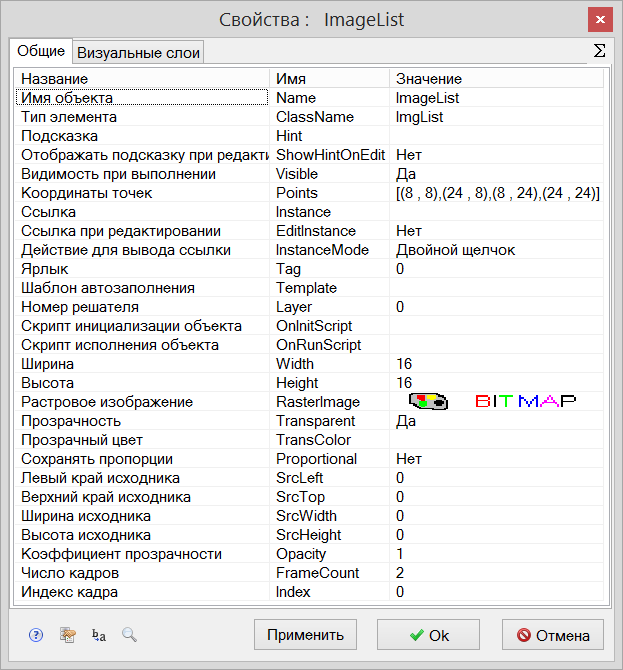 Свойства : ImageList
Общие Визуальные слои Σ
Название Имя Значение
Имя объекта Name ImageList
Тип элемента ClassName ImgList
Подсказка Hint
Отображать подсказку при редакти ShowHintOnEdit Нет
Видимость при выполнении Visible Да
Координаты точек Points [(8 , 8),(24 , 8),(8 , 24),(24 , 24)]
Ссылка Instance
Ссылка при редактировании EditInstance Нет
Действие для вывода ссылки InstanceMode Двойной щелчок
Ярлык Tag 0
Шаблон автозаполнения Template
Номер решателя Layer 0
Скрипт инициализации объекта OnInitScript
Скрипт исполнения объекта OnRunScript
Ширина Width 16
Высота Height 16
Растровое изображение RasterImage BITMAP
Прозрачность Transparent Да
Прозрачный цвет TransColor
Сохранять пропорции Proportional Нет
Левый край исходника SrcLeft 0
Верхний край исходника SrcTop 0
Ширина исходника SrcWidth 0
Высота исходника SrcHeight 0
Коэффициент прозрачности Opacity 1
Число кадров FrameCount 2
Индекс кадра Index 0
Применить Ok Отмена